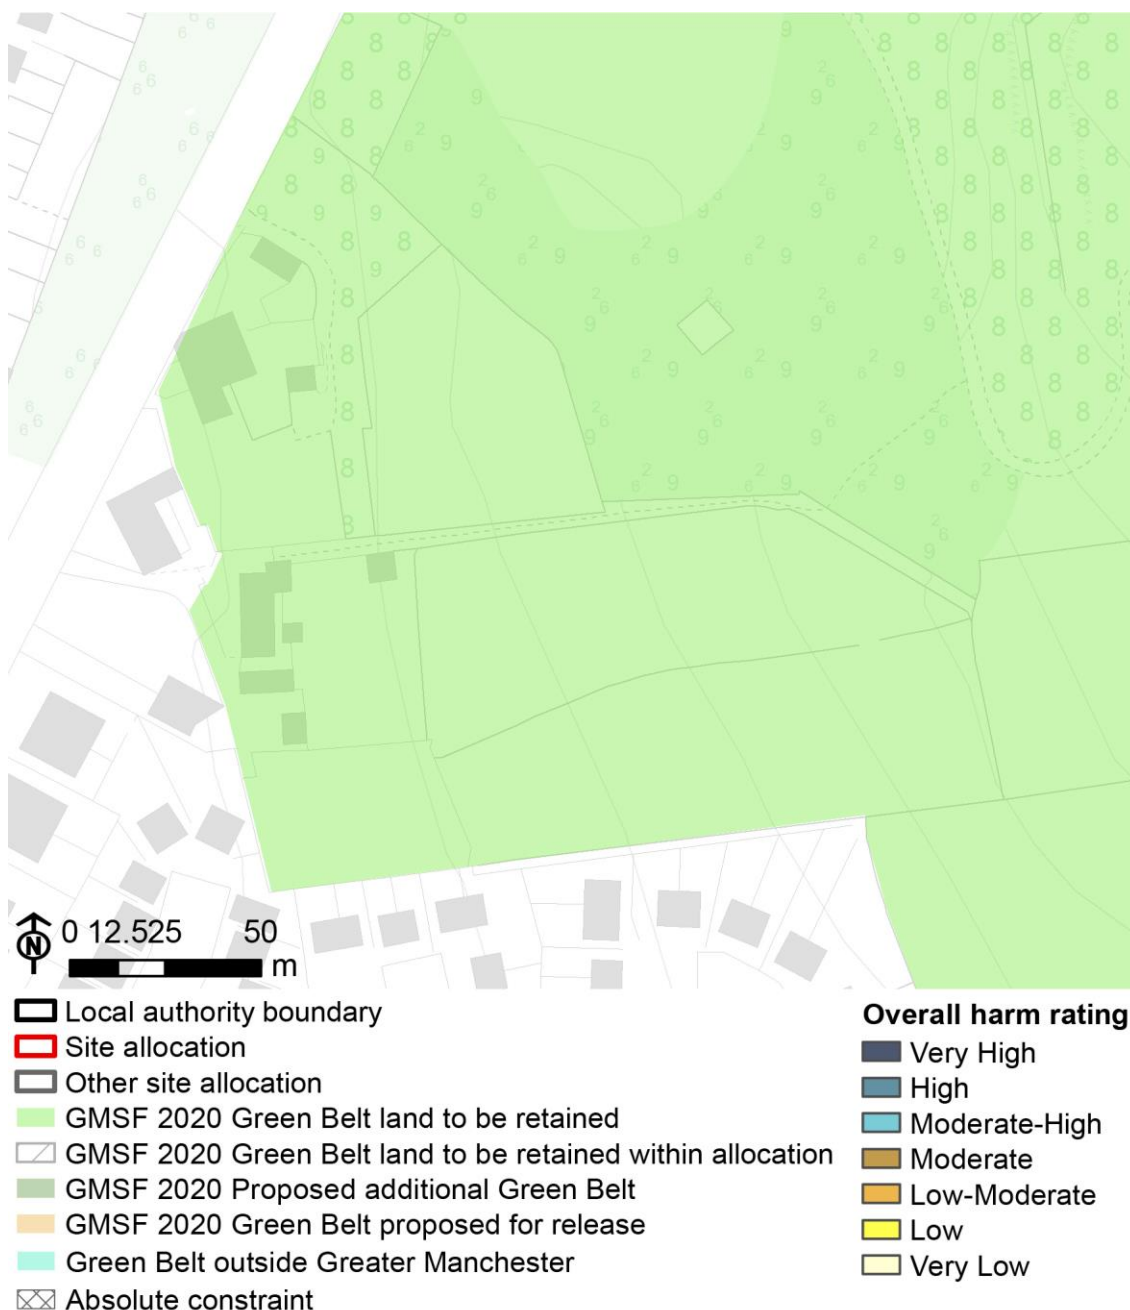 N
0 12.525 50
m
Local authority boundary
Site allocation
Other site allocation
GMSF 2020 Green Belt land to be retained
GMSF 2020 Green Belt land to be retained within allocation
GMSF 2020 Proposed additional Green Belt
GMSF 2020 Green Belt proposed for release
Green Belt outside Greater Manchester
Absolute constraint
Overall harm rating
Very High
High
Moderate-High
Moderate
Low-Moderate
Low
Very Low